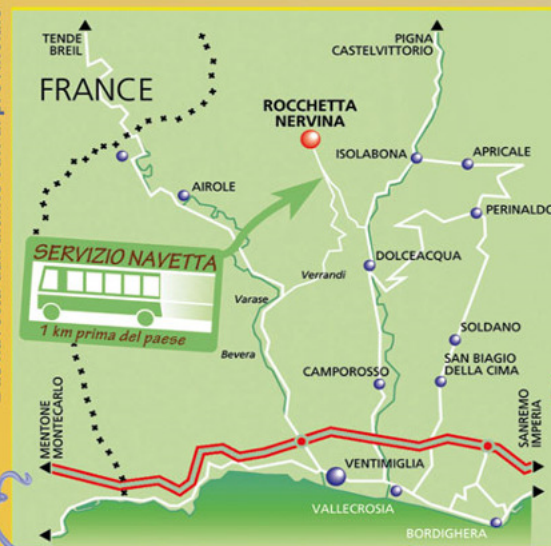 TENDE
BREIL
PIGNA
CASTELVITTORIO
FRANCE
ROCCHETTA
NERVINA
ISOLABONA
APRICALE
AIROLE
PERINALDO
SERVIZIO NAVETTA
1 km prima del paese
DOLCEACQUA
Verrandi
Varase
Bevera
SOLDANO
SAN BIAGIO
DELLA CIMA
CAMPOROSSO
MENTONE
MONTECARLO
SANREMO
IMPERIA
VENTIMIGLIA
VALLECROSIA
BORDIGHERA